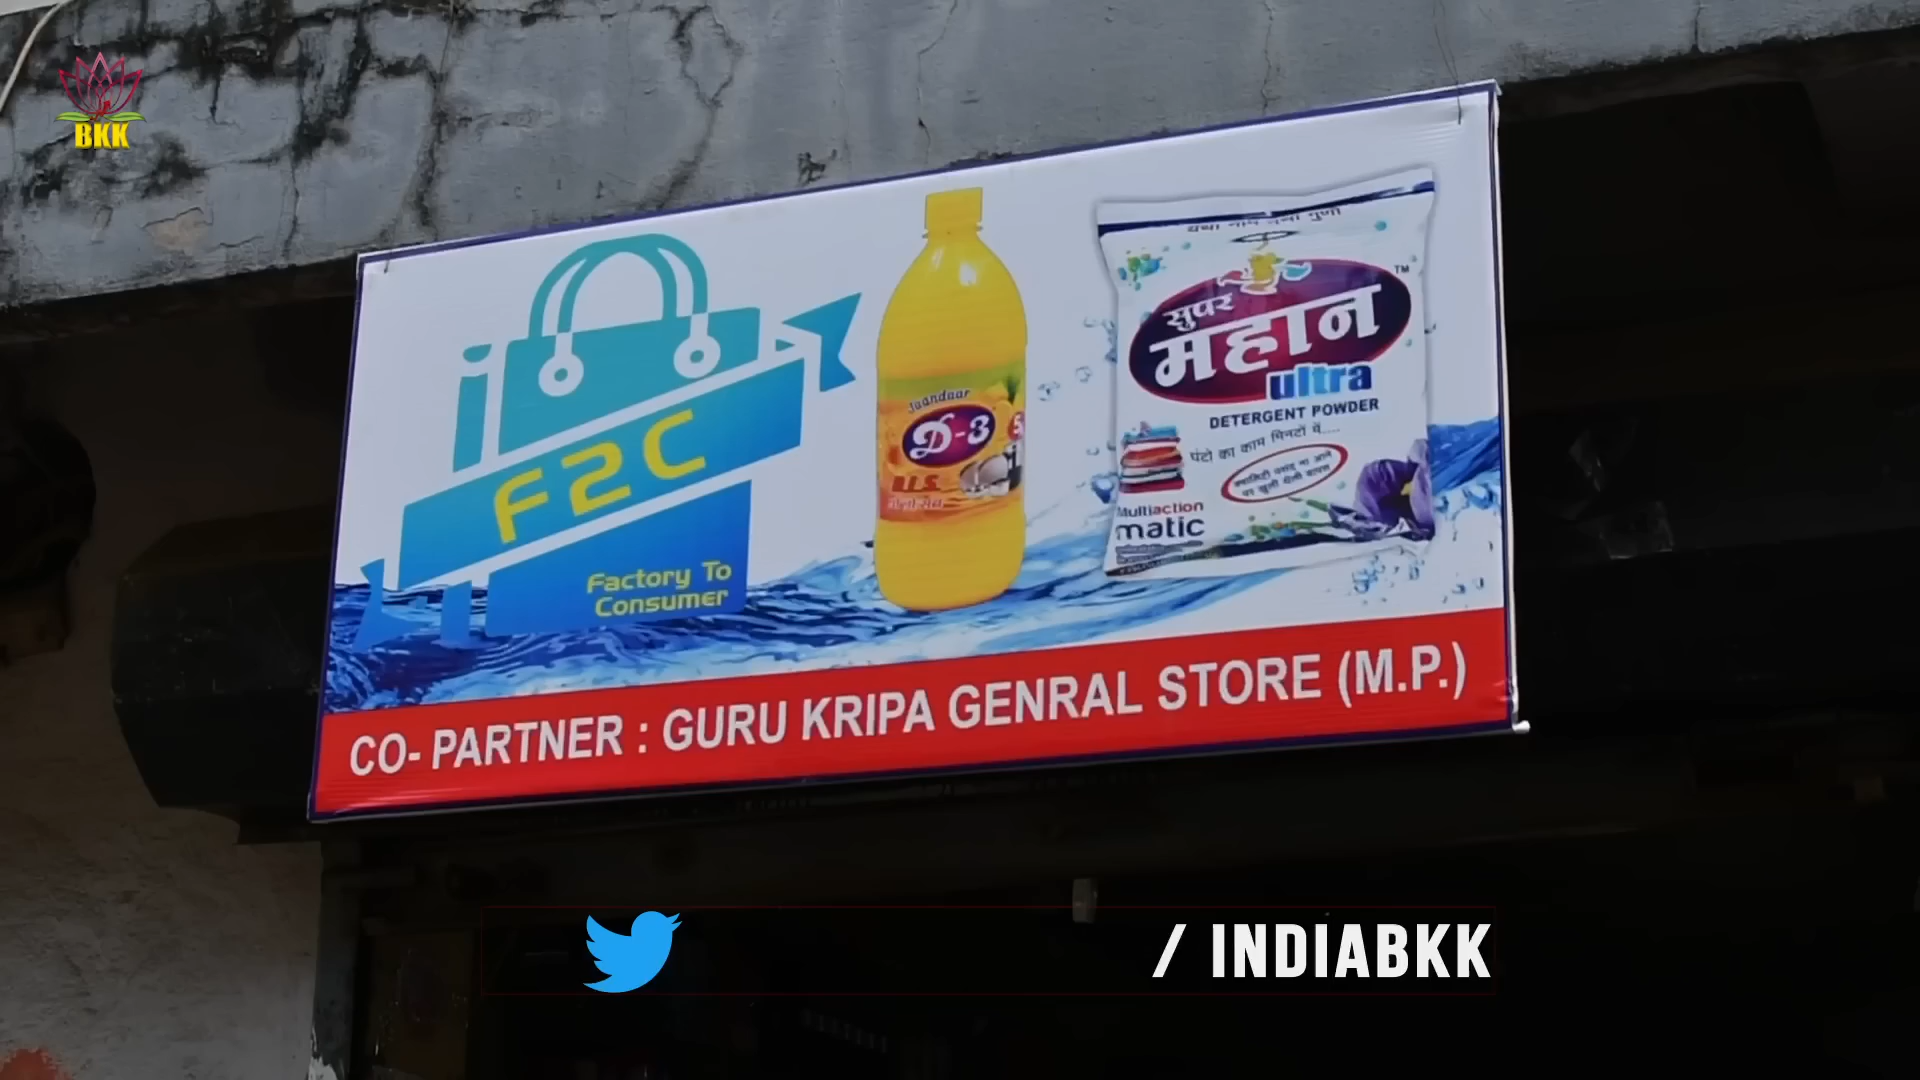 BKK
F2C
Factory To
Consumer
Jaandaar
D-3
सुपर
महान
TM
ultra
DETERGENT POWDER
घंटो का काम मिनटों में....
Multiaction
matic
CO- PARTNER : GURU KRIPA GENRAL STORE (M.P.)
/ INDIABKK